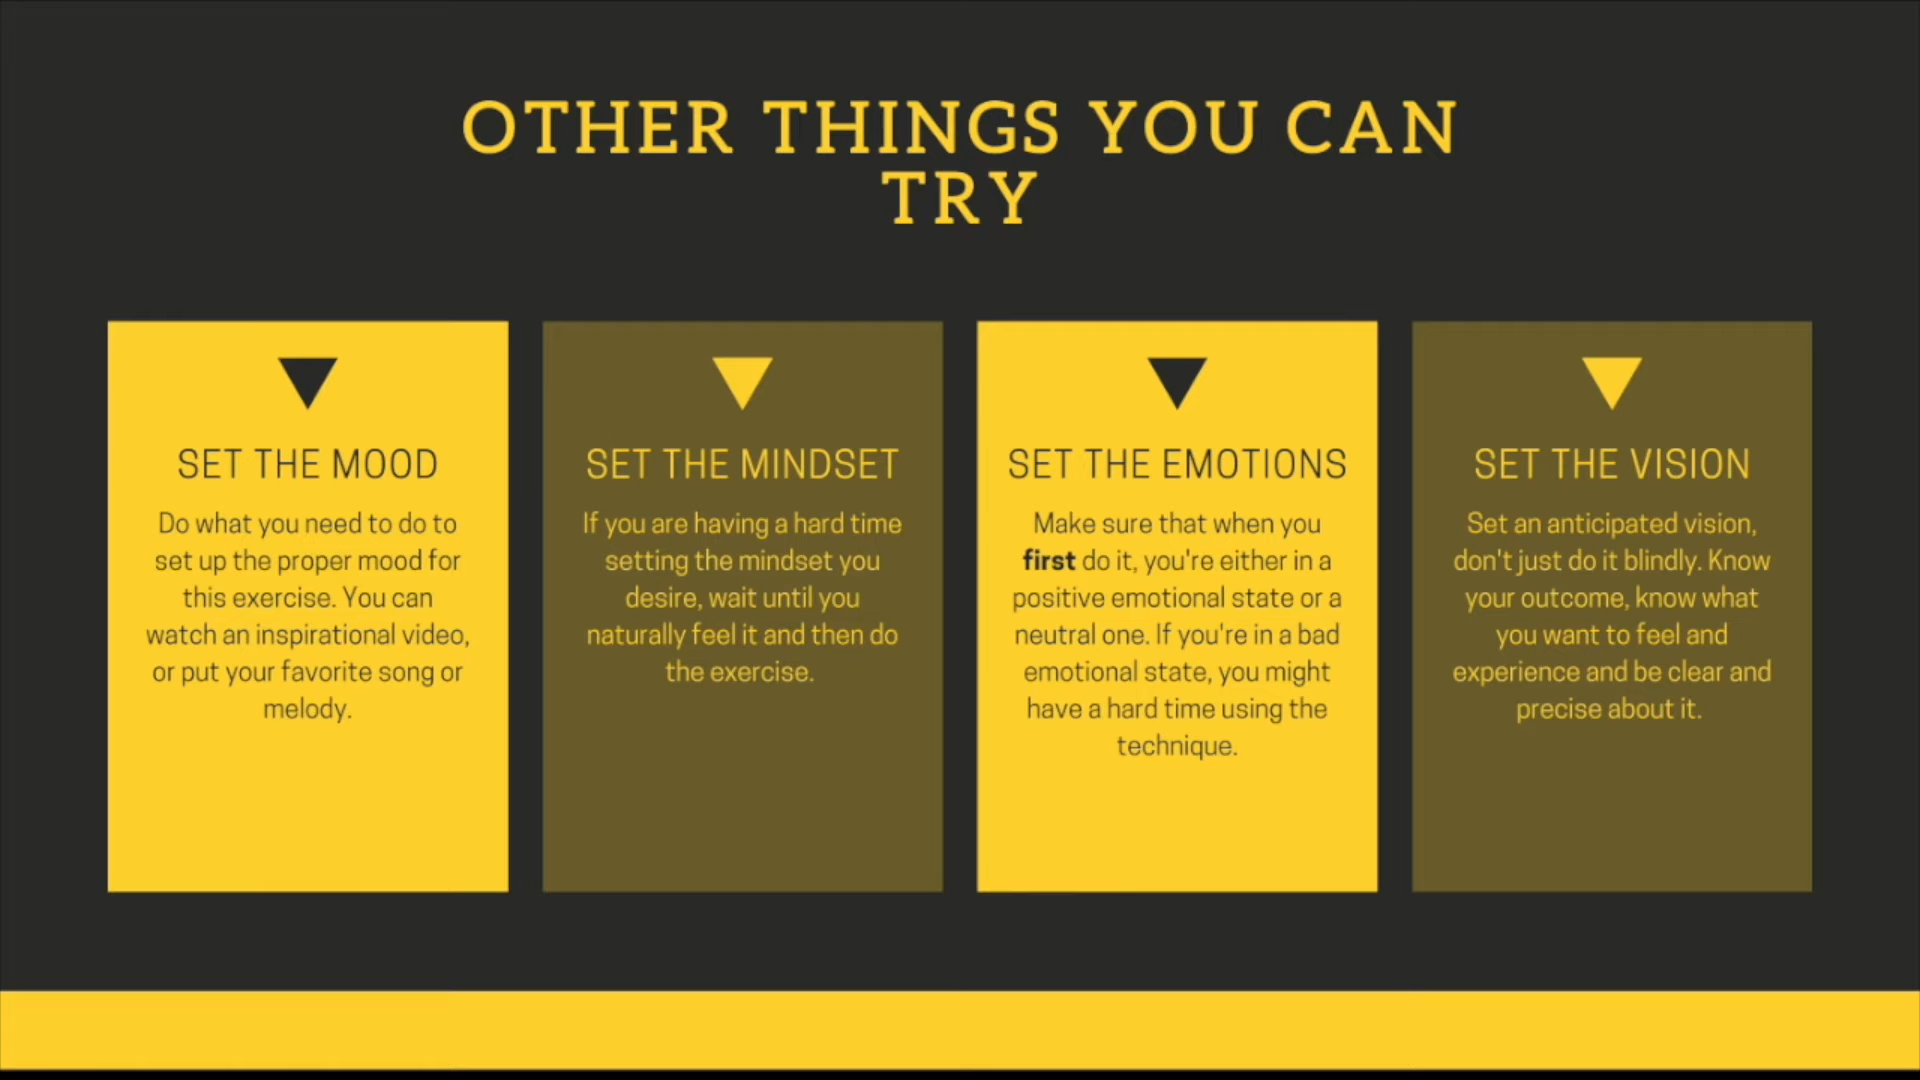 OTHER THINGS YOU CAN
TRY
SET THE MOOD
Do what you need to do to
set up the proper mood for
this exercise. You can
watch an inspirational video,
or put your favorite song or
melody.
SET THE MINDSET
If you are having a hard time
setting the mindset you
desire, wait until you
naturally feel it and then do
the exercise.
SET THE EMOTIONS
Make sure that when you
first do it, you're either in a
positive emotional state or a
neutral one. If you're in a bad
emotional state, you might
have a hard time using the
technique.
SET THE VISION
Set an anticipated vision,
don't just do it blindly. Know
your outcome, know what
you want to feel and
experience and be clear and
precise about it.